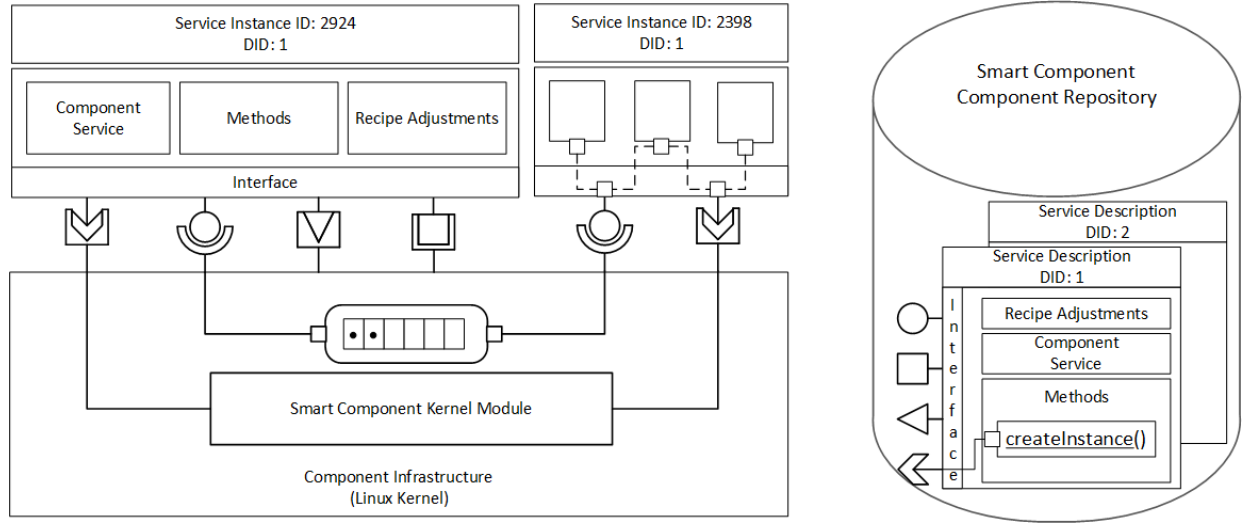 Service Instance ID: 2924
DID: 1
Component
Service
Methods
Recipe Adjustments
Interface
Service Instance ID: 2398
DID: 1
Smart Component Kernel Module
Component Infrastructure
(Linux Kernel)
Smart Component
Component Repository
Service Description
DID: 2
Service Description
DID: 1
Interface
Recipe Adjustments
Component
Service
Methods
createInstance()